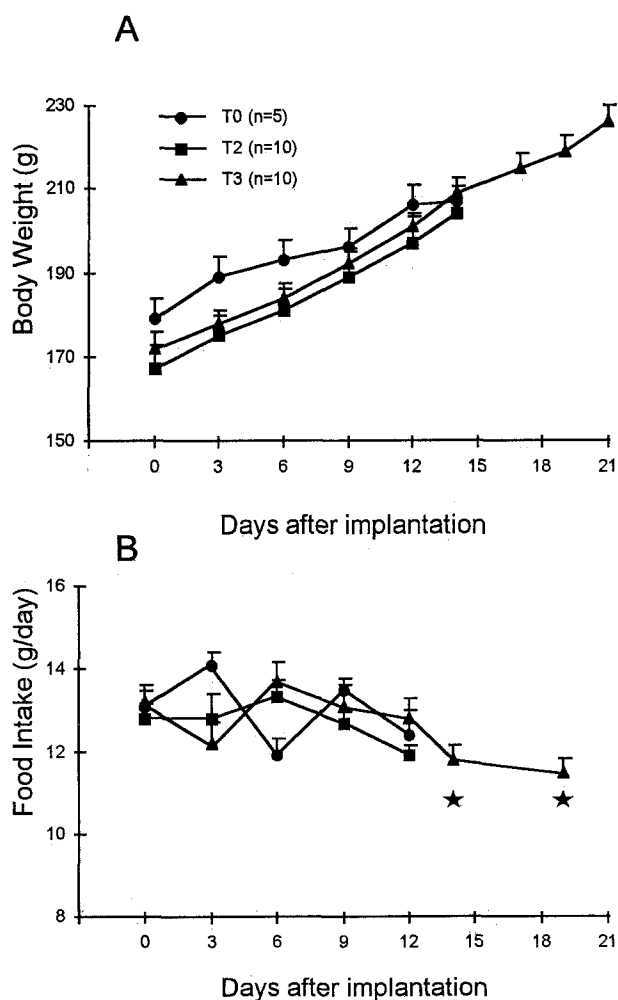 A
230
210
190
170
150
Body Weight (g)
T0 (n=5)
T2 (n=10)
T3 (n=10)
0 3 6 9 12 15 18 21
Days after implantation
B
16
14
12
10
8
Food Intake (g/day)
0 3 6 9 12 15 18 21
Days after implantation